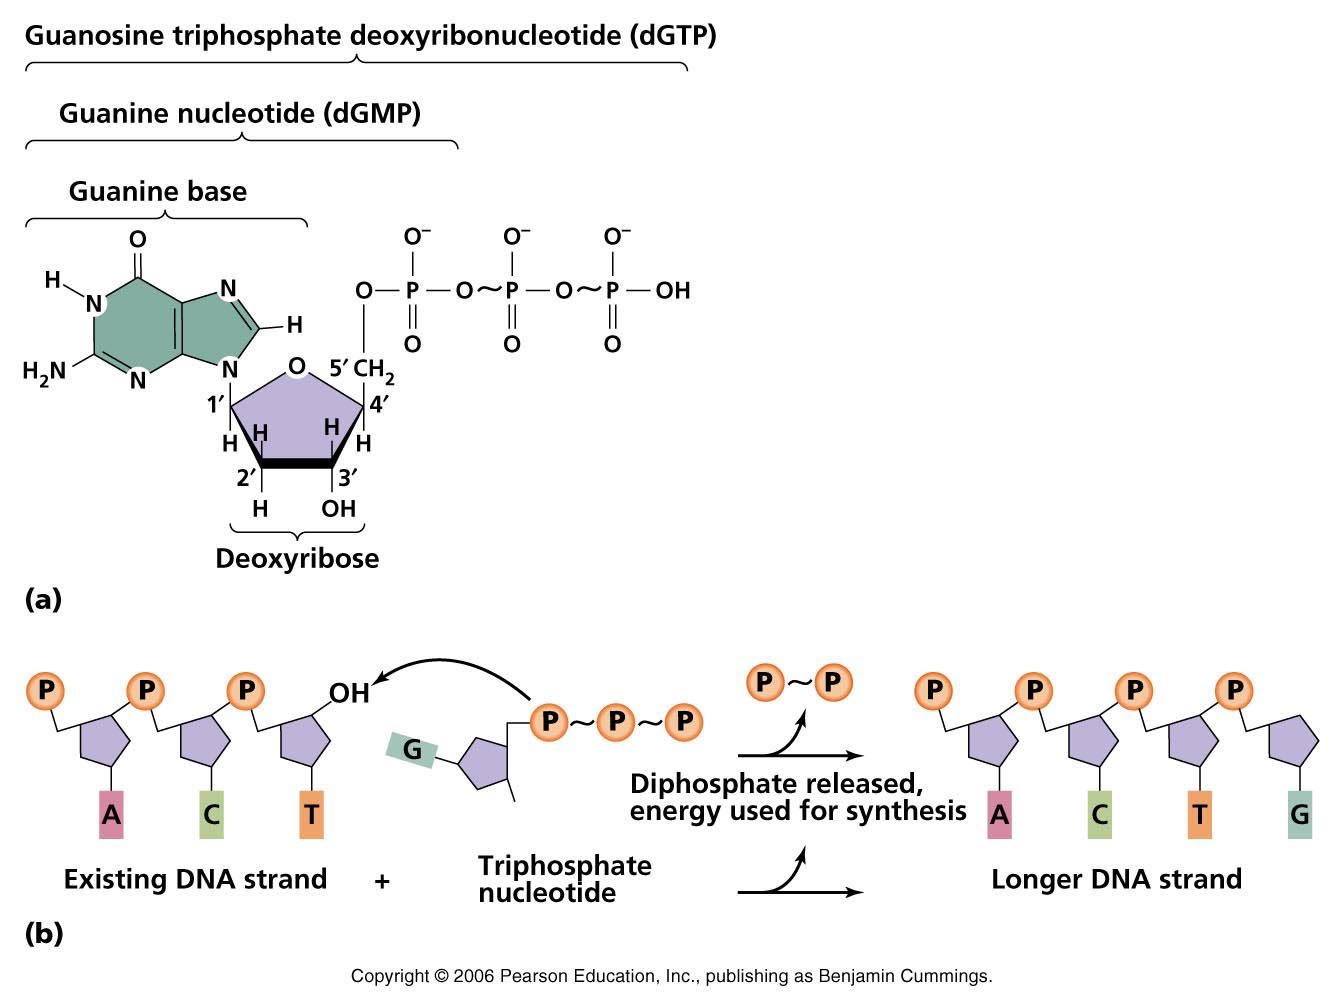 Guanosine triphosphate deoxyribonucleotide (dGTP)
Guanine nucleotide (dGMP)
Guanine base
O
O⁻ O⁻ O⁻
H
N
N
O P O ~ P O ~ P OH
H
O O O
H₂N
N
N
O
5′ CH₂
1′
4′
H
H
H
H
2′
3′
H
OH
Deoxyribose
(a)
P P P OH
P ~ P ~ P
G
P ~ P
P P P P
Diphosphate released,
energy used for synthesis
A C T
A C T G
Existing DNA strand + Triphosphate
nucleotide
Longer DNA strand
(b)
Copyright © 2006 Pearson Education, Inc., publishing as Benjamin Cummings.